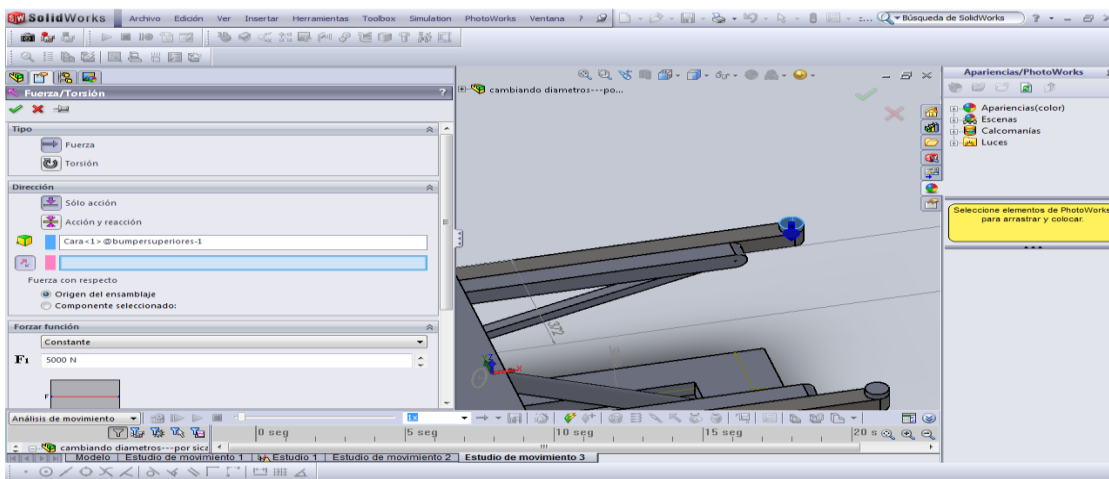 SolidWorks Archivo Edición Ver Insertar Herramientas Toolbox Simulation PhotoWorks Ventana ? Búsqueda de SolidWorks ?
Fuerza/Torsión ?
cambiando diametros---po...
Apariencias/PhotoWorks
Tipo
Fuerza
Torsión
Dirección
Sólo acción
Acción y reacción
Cara<1>@bumpersuperiores-1
Fuerza con respecto
Origen del ensamblaje
Componente seleccionado:
Forzar función
Constante
F1 5000 N
F
372
Z
X
Apariencias(color)
Escenas
Calcomanías
Luces
Seleccione elementos de PhotoWorks
para arrastrar y colocar.
Análisis de movimiento 1x
0 seg 5 seg 10 seg 15 seg 20 s
cambiando diametros---por sica
Modelo Estudio de movimiento 1 Estudio 1 Estudio de movimiento 2 Estudio de movimiento 3